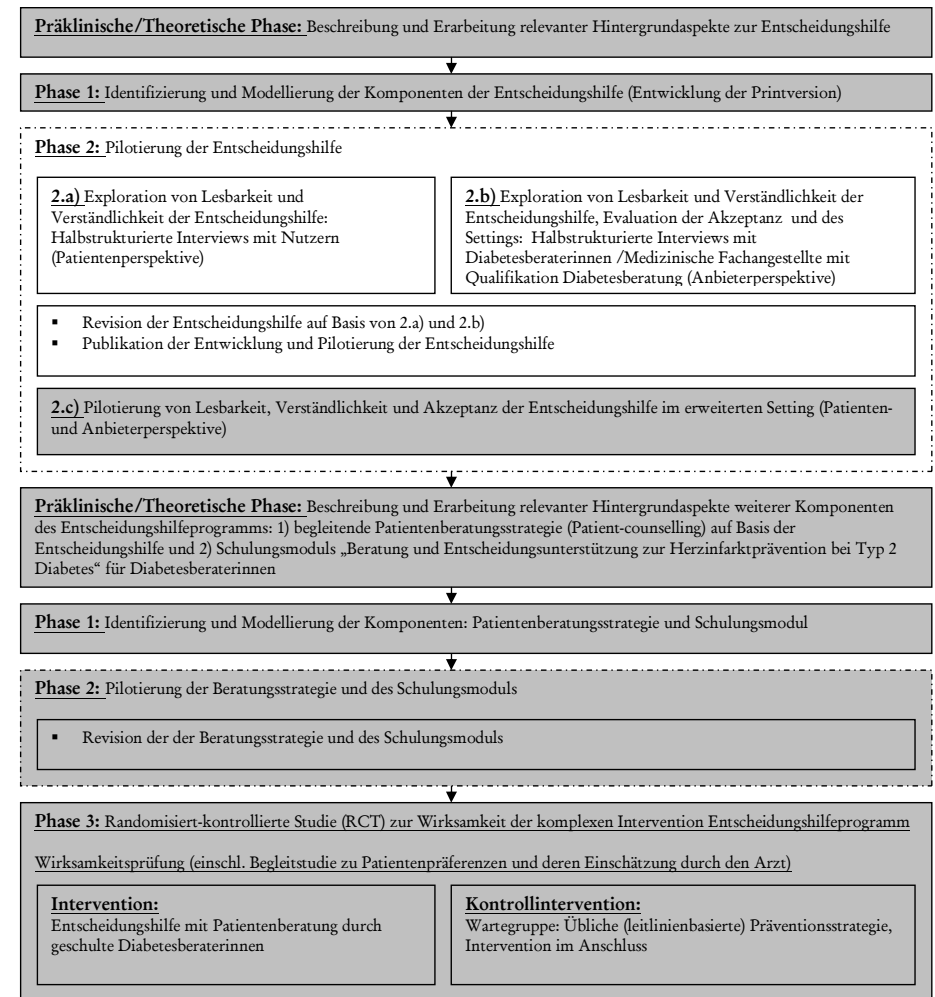 Präklinische/Theoretische Phase: Beschreibung und Erarbeitung relevanter Hintergrundaspekte zur Entscheidungshilfe
Phase 1: Identifizierung und Modellierung der Komponenten der Entscheidungshilfe (Entwicklung der Printversion)
Phase 2: Pilotierung der Entscheidungshilfe
2.a) Exploration von Lesbarkeit und
Verständlichkeit der Entscheidungshilfe:
Halbstrukturierte Interviews mit Nutzern
(Patientenperspektive)
2.b) Exploration von Lesbarkeit und Verständlichkeit der
Entscheidungshilfe, Evaluation der Akzeptanz und des
Settings: Halbstrukturierte Interviews mit
Diabetesberaterinnen /Medizinische Fachangestellte mit
Qualifikation Diabetesberatung (Anbieterperspektive)
▪ Revision der Entscheidungshilfe auf Basis von 2.a) und 2.b)
▪ Publikation der Entwicklung und Pilotierung der Entscheidungshilfe
2.c) Pilotierung von Lesbarkeit, Verständlichkeit und Akzeptanz der Entscheidungshilfe im erweiterten Setting (Patienten-
und Anbieterperspektive)
Präklinische/Theoretische Phase: Beschreibung und Erarbeitung relevanter Hintergrundaspekte weiterer Komponenten
des Entscheidungshilfeprogramms: 1) begleitende Patientenberatungsstrategie (Patient-counselling) auf Basis der
Entscheidungshilfe und 2) Schulungsmoduls „Beratung und Entscheidungsunterstützung zur Herzinfarktprävention bei Typ 2
Diabetes“ für Diabetesberaterinnen
Phase 1: Identifizierung und Modellierung der Komponenten: Patientenberatungsstrategie und Schulungsmodul
Phase 2: Pilotierung der Beratungsstrategie und des Schulungsmoduls
▪ Revision der der Beratungsstrategie und des Schulungsmoduls
Phase 3: Randomisiert-kontrollierte Studie (RCT) zur Wirksamkeit der komplexen Intervention Entscheidungshilfeprogramm
Wirksamkeitsprüfung (einschl. Begleitstudie zu Patientenpräferenzen und deren Einschätzung durch den Arzt)
Intervention:
Entscheidungshilfe mit Patientenberatung durch
geschulte Diabetesberaterinnen
Kontrollintervention:
Wartegruppe: Übliche (leitlinienbasierte) Präventionsstrategie,
Intervention im Anschluss